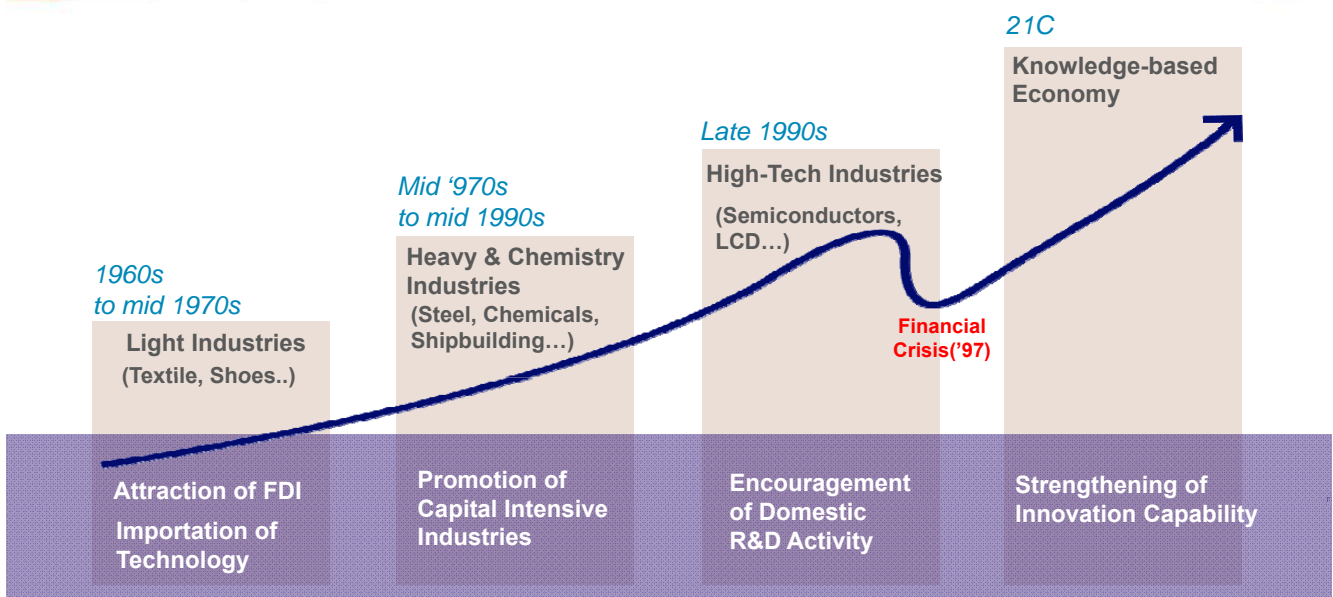 1960s
to mid 1970s
Light Industries
(Textile, Shoes..)
Attraction of FDI
Importation of
Technology
Mid ‘970s
to mid 1990s
Heavy & Chemistry
Industries
(Steel, Chemicals,
Shipbuilding…)
Promotion of
Capital Intensive
Industries
Late 1990s
High-Tech Industries
(Semiconductors,
LCD…)
Financial
Crisis(’97)
Encouragement
of Domestic
R&D Activity
21C
Knowledge-based
Economy
Strengthening of
Innovation Capability